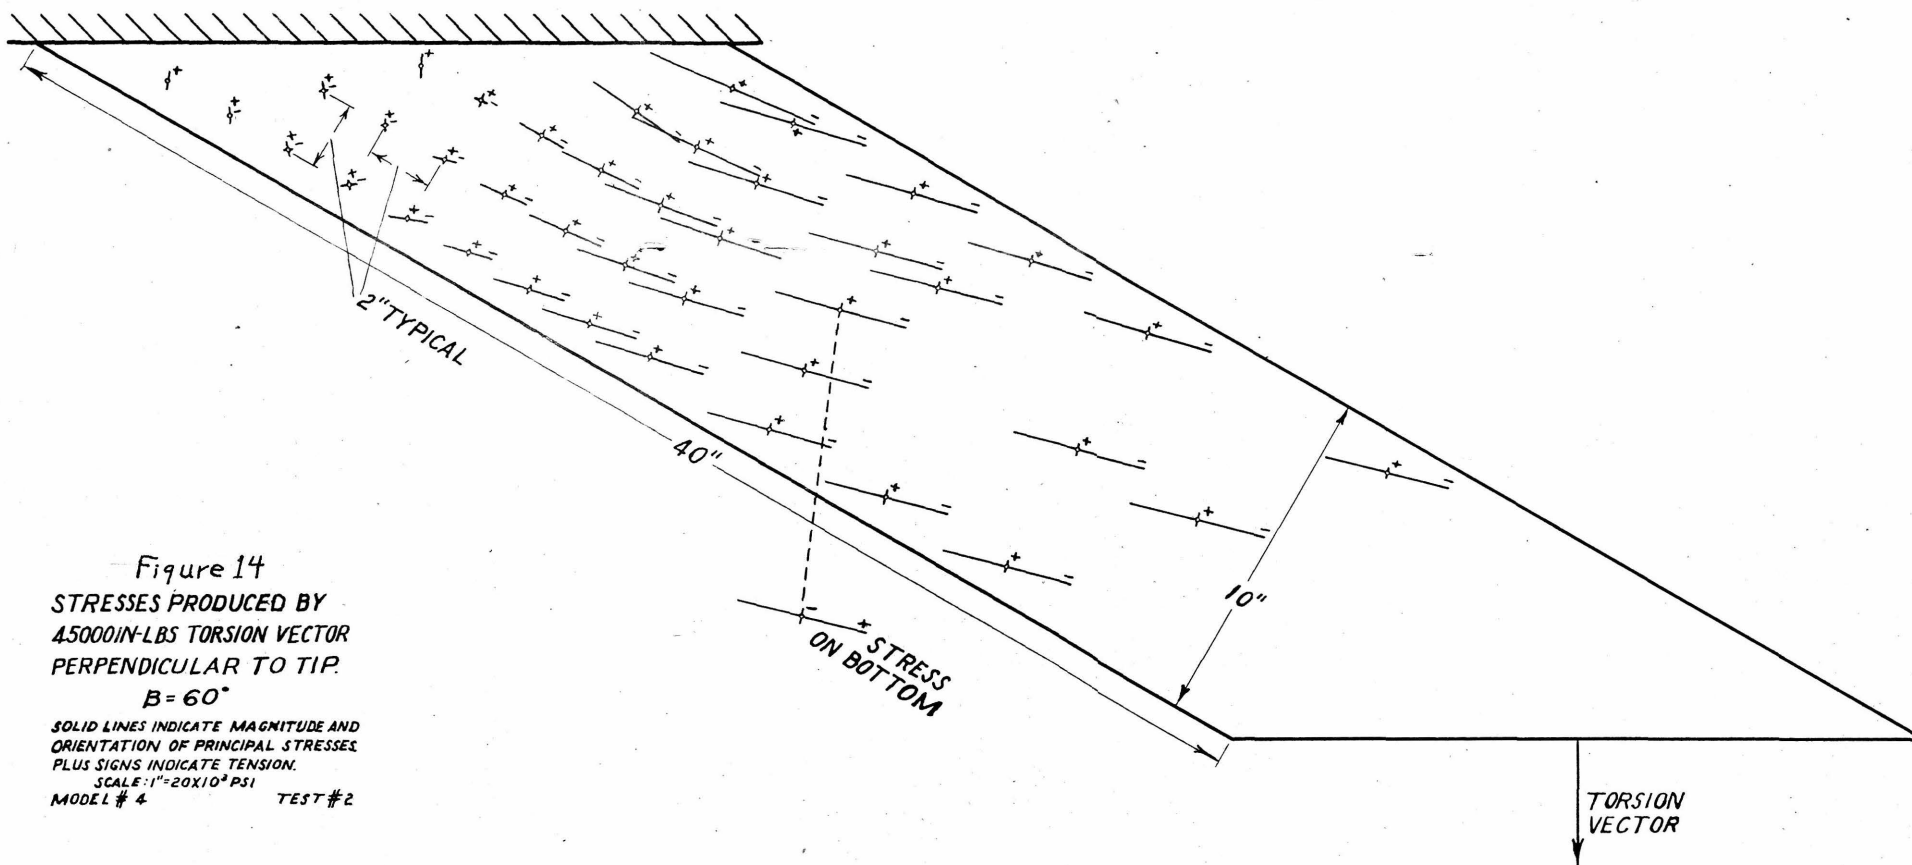 2" TYPICAL
40"
10"
STRESS
ON BOTTOM
Figure 14
STRESSES PRODUCED BY
45000IN-LBS TORSION VECTOR
PERPENDICULAR TO TIP.
B = 60°
SOLID LINES INDICATE MAGNITUDE AND
ORIENTATION OF PRINCIPAL STRESSES
PLUS SIGNS INDICATE TENSION.
SCALE: 1"=20X10³ PSI
MODEL # 4 TEST #2
TORSION
VECTOR